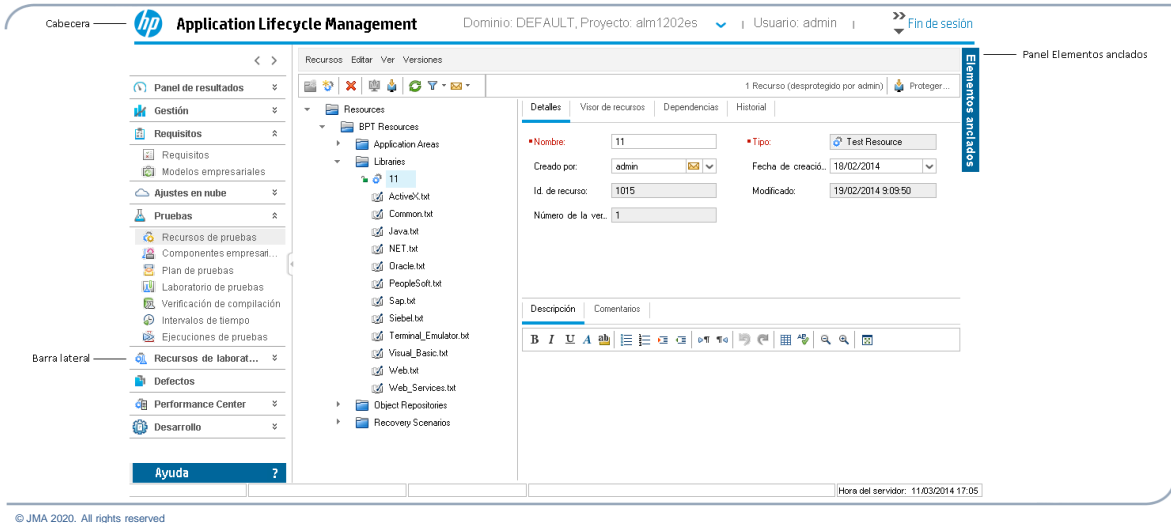 Cabecera
hp Application Lifecycle Management
Dominio: DEFAULT, Proyecto: alm1202es
Usuario: admin
Fin de sesión
Panel Elementos anclados
Elementos anclados
Panel de resultados
Gestión
Requisitos
Requisitos
Modelos empresariales
Ajustes en nube
Pruebas
Recursos de pruebas
Componentes empresari...
Plan de pruebas
Laboratorio de pruebas
Verificación de compilación
Intervalos de tiempo
Ejecuciones de pruebas
Barra lateral
Recursos de laborat...
Defectos
Performance Center
Desarrollo
Ayuda ?
Recursos Editar Ver Versiones
1 Recurso (desprotegido por admin)
Proteger...
Resources
BPT Resources
Application Areas
Libraries
11
ActiveX.txt
Common.txt
Java.txt
NET.txt
Oracle.txt
PeopleSoft.txt
Sap.txt
Siebel.txt
Terminal_Emulator.txt
Visual_Basic.txt
Web.txt
Web_Services.txt
Object Repositories
Recovery Scenarios
Detalles Visor de recursos Dependencias Historial
Nombre: 11
Tipo: Test Resource
Creado por: admin
Fecha de creació.. 18/02/2014
Id. de recurso: 1015
Modificado: 19/02/2014 9:09:50
Número de la ver.. 1
Descripción Comentarios
B I U A ab
Hora del servidor: 11/03/2014 17:05
© JMA 2020. All rights reserved